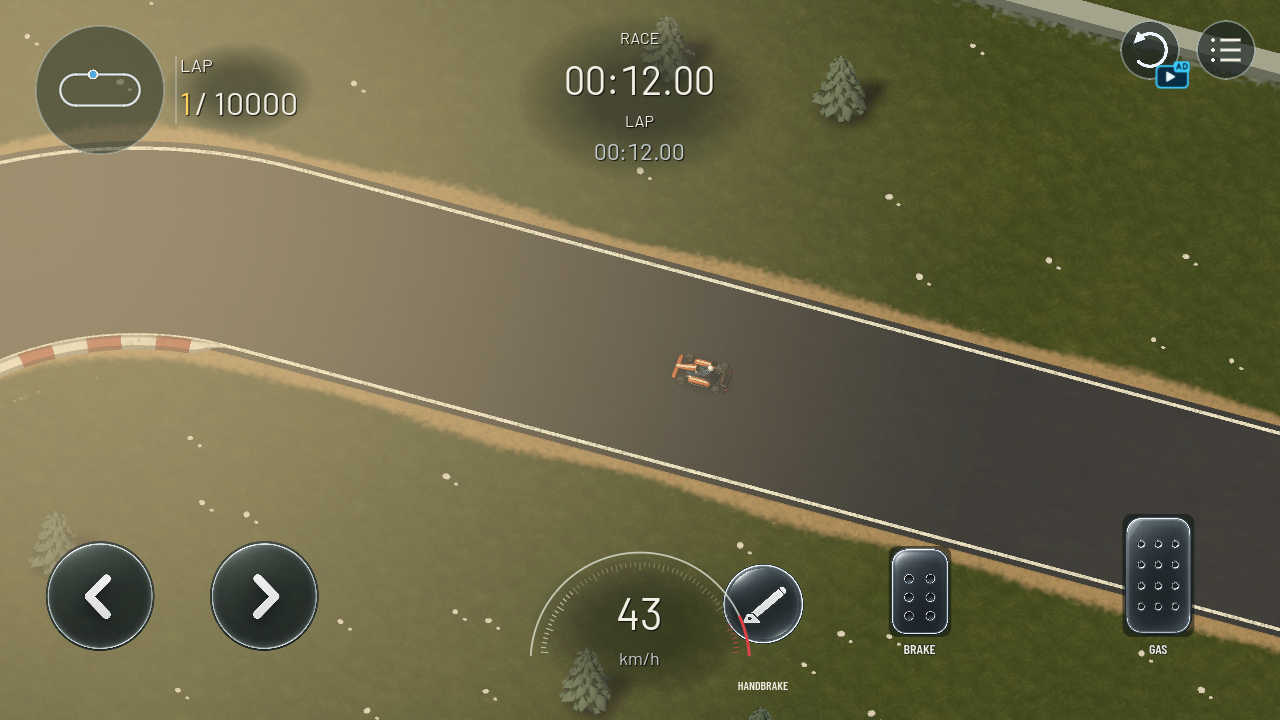 RACE
00:12.00
LAP
00:12.00
LAP
1/ 10000
AD
43
km/h
HANDBRAKE
BRAKE
GAS